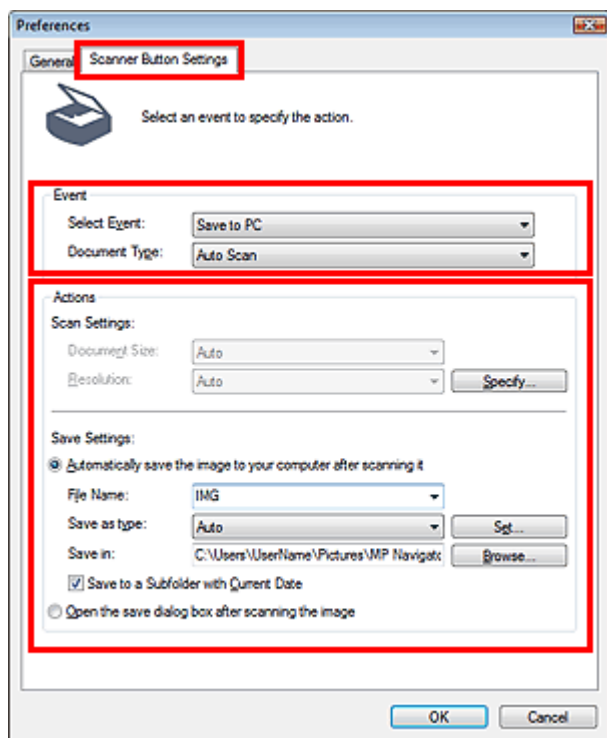 Preferences
General Scanner Button Settings
Select an event to specify the action.
Event
Select Event: Save to PC
Document Type: Auto Scan
Actions
Scan Settings:
Document Size: Auto
Resolution: Auto Specify...
Save Settings:
Automatically save the image to your computer after scanning it
File Name: IMG
Save as type: Auto Set...
Save in: C:\Users\UserName\Pictures\MP Navigato Browse...
Save to a Subfolder with Current Date
Open the save dialog box after scanning the image
OK Cancel